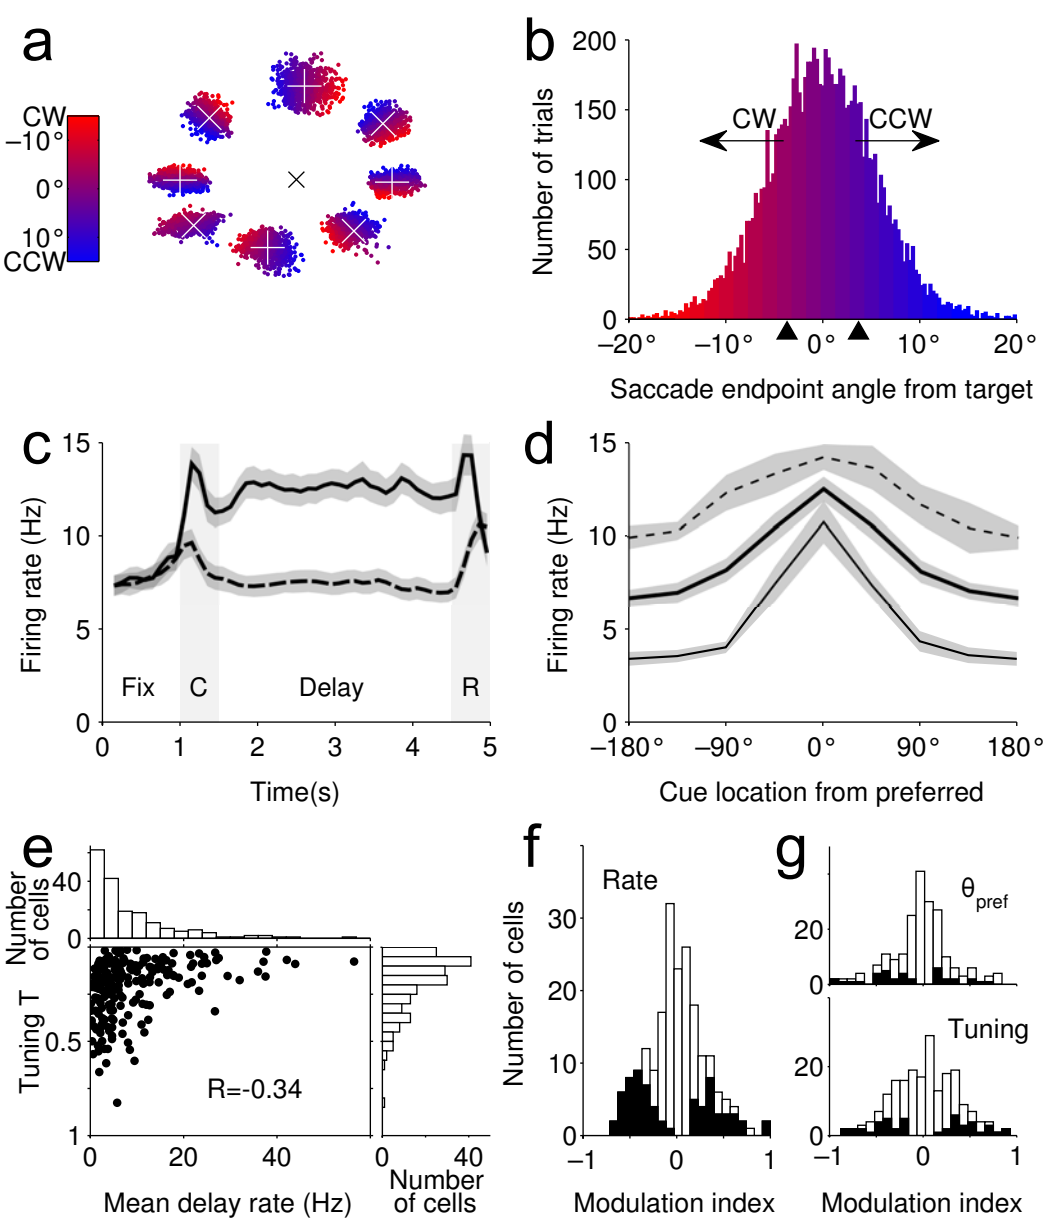 a
CW
–10°
0°
10°
CCW
b
200
150
100
50
0
Number of trials
CW
CCW
–20°
–10°
0°
10°
20°
Saccade endpoint angle from target
c
15
10
5
0
Firing rate (Hz)
Fix
C
Delay
R
0
1
2
3
4
5
Time(s)
d
15
10
5
0
Firing rate (Hz)
–180°
–90°
0°
90°
180°
Cue location from preferred
e
Number
of cells
40
0
Tuning T
0.5
1
R=-0.34
0
20
40
Mean delay rate (Hz)
0
40
Number
of cells
f
Rate
30
20
10
0
Number of cells
–1
0
1
Modulation index
g
θpref
20
0
Tuning
20
0
–1
0
1
Modulation index